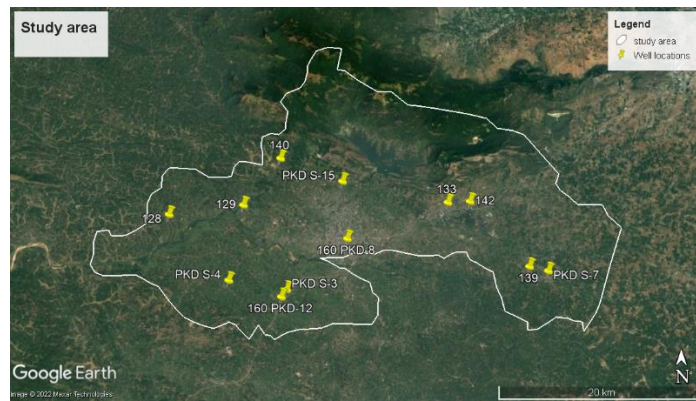 Study area
Legend
study area
Well locations
140
PKD S-15
128
129
133
142
160 PKD-8
PKD S-4
PKD S-3
160 PKD-12
139
PKD S-7
Google Earth
Image © 2022 Maxar Technologies
N
20 km